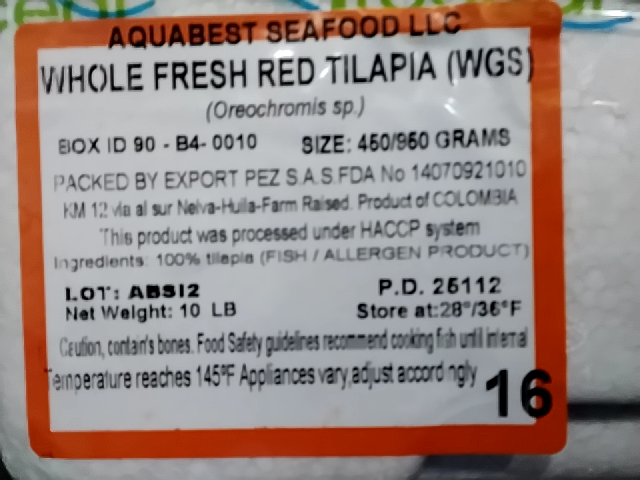 AQUABEST SEAFOOD LLC
WHOLE FRESH RED TILAPIA (WGS)
(Oreochromis sp.)
BOX ID 90 - B4- 0010 SIZE: 450/950 GRAMS
PACKED BY EXPORT PEZ S.A.S.FDA No 14070921010
KM 12 via al sur Neiva-Huila-Farm Raised. Product of COLOMBIA
This product was processed under HACCP system
Ingredients: 100% tilapia (FISH / ALLERGEN PRODUCT)
LOT: ABSI2 P.D. 25112
Net Weight: 10 LB Store at:28°/36°F
Caution, contain's bones. Food Safety guidelines recommend cooking fish until internal
Temperature reaches 145°F Appliances vary,adjust accordingly
16